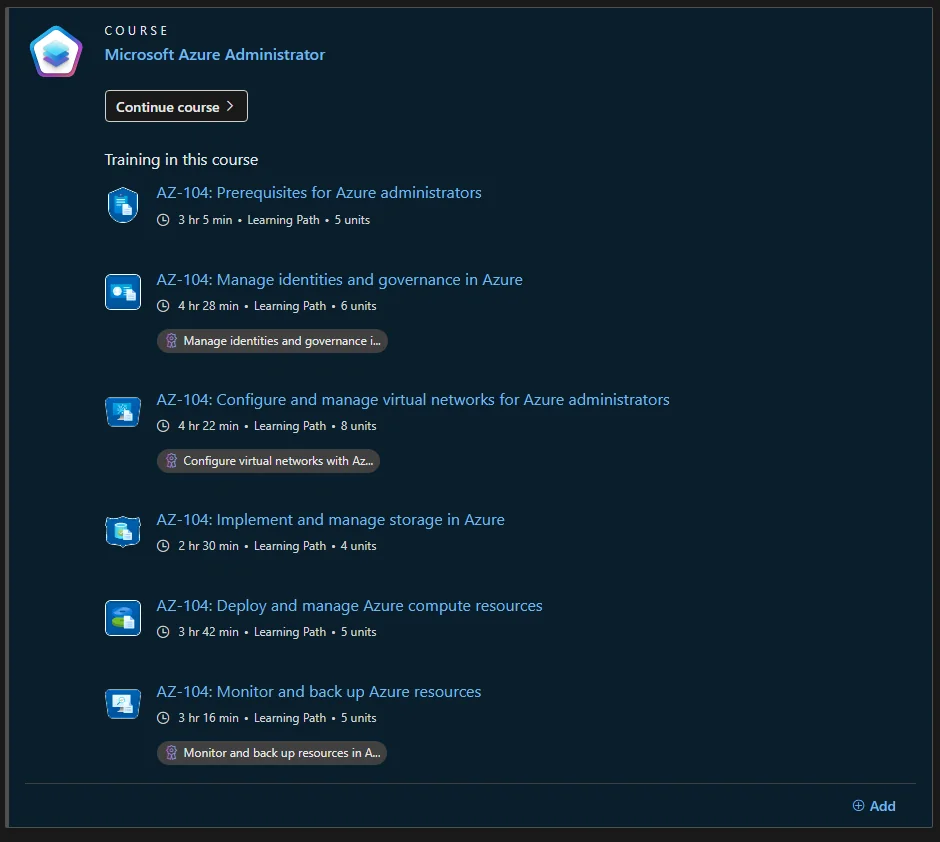 COURSE
Microsoft Azure Administrator
Continue course
Training in this course
AZ-104: Prerequisites for Azure administrators
3 hr 5 min • Learning Path • 5 units
AZ-104: Manage identities and governance in Azure
4 hr 28 min • Learning Path • 6 units
Manage identities and governance i...
AZ-104: Configure and manage virtual networks for Azure administrators
4 hr 22 min • Learning Path • 8 units
Configure virtual networks with Az...
AZ-104: Implement and manage storage in Azure
2 hr 30 min • Learning Path • 4 units
AZ-104: Deploy and manage Azure compute resources
3 hr 42 min • Learning Path • 5 units
AZ-104: Monitor and back up Azure resources
3 hr 16 min • Learning Path • 5 units
Monitor and back up resources in A...
Add